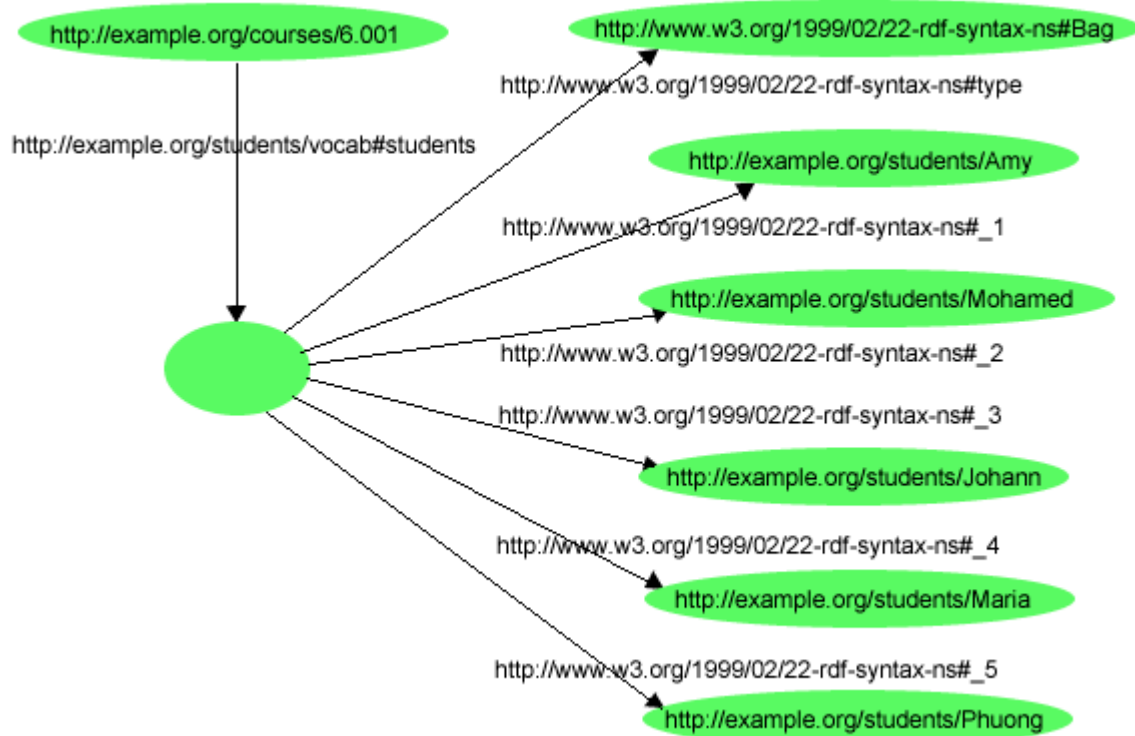 http://example.org/courses/6.001
http://www.w3.org/1999/02/22-rdf-syntax-ns#Bag
http://www.w3.org/1999/02/22-rdf-syntax-ns#type
http://example.org/students/vocab#students
http://example.org/students/Amy
http://www.w3.org/1999/02/22-rdf-syntax-ns#_1
http://example.org/students/Mohamed
http://www.w3.org/1999/02/22-rdf-syntax-ns#_2
http://www.w3.org/1999/02/22-rdf-syntax-ns#_3
http://example.org/students/Johann
http://www.w3.org/1999/02/22-rdf-syntax-ns#_4
http://example.org/students/Maria
http://www.w3.org/1999/02/22-rdf-syntax-ns#_5
http://example.org/students/Phuong